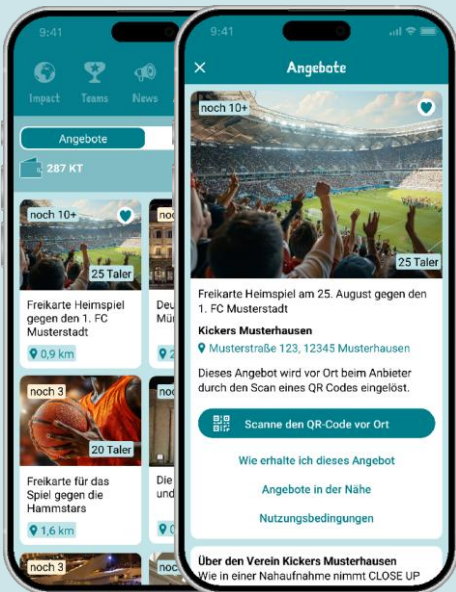 9:41
Impact
Teams
News
Angebote
287 KT
noch 10+
25 Taler
Freikarte Heimspiel
gegen den 1. FC
Musterstadt
0,9 km
noch 3
20 Taler
Freikarte für das
Spiel gegen die
Hammstars
1,6 km
noch 3
Die
9:41
Angebote
noch 10+
25 Taler
Freikarte Heimspiel am 25. August gegen den
1. FC Musterstadt
Kickers Musterhausen
Musterstraße 123, 12345 Musterhausen
Dieses Angebot wird vor Ort beim Anbieter
durch den Scan eines QR Codes eingelöst.
Scanne den QR-Code vor Ort
Wie erhalte ich dieses Angebot
Angebote in der Nähe
Nutzungsbedingungen
Über den Verein Kickers Musterhausen
Wie in einer Nahaufnahme nimmt CLOSE UP